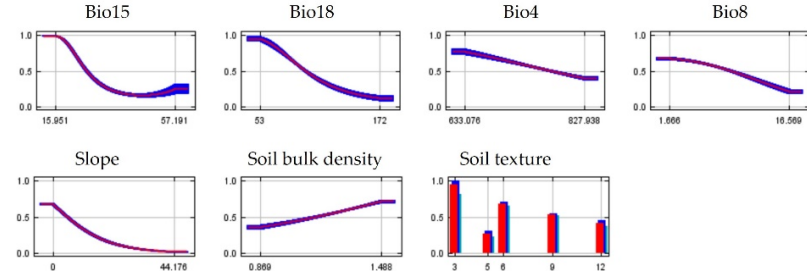 Bio15 Bio18 Bio4 Bio8
1.0 1.0 1.0 1.0
0.5 0.5 0.5 0.5
0.0 0.0 0.0 0.0
15.951 57.191 53 172 633.076 827.938 1.666 16.569
Slope Soil bulk density Soil texture
1.0 1.0 1.0
0.5 0.5 0.5
0.0 0.0 0.0
0 44.176 0.869 1.488 3 5 6 9 12